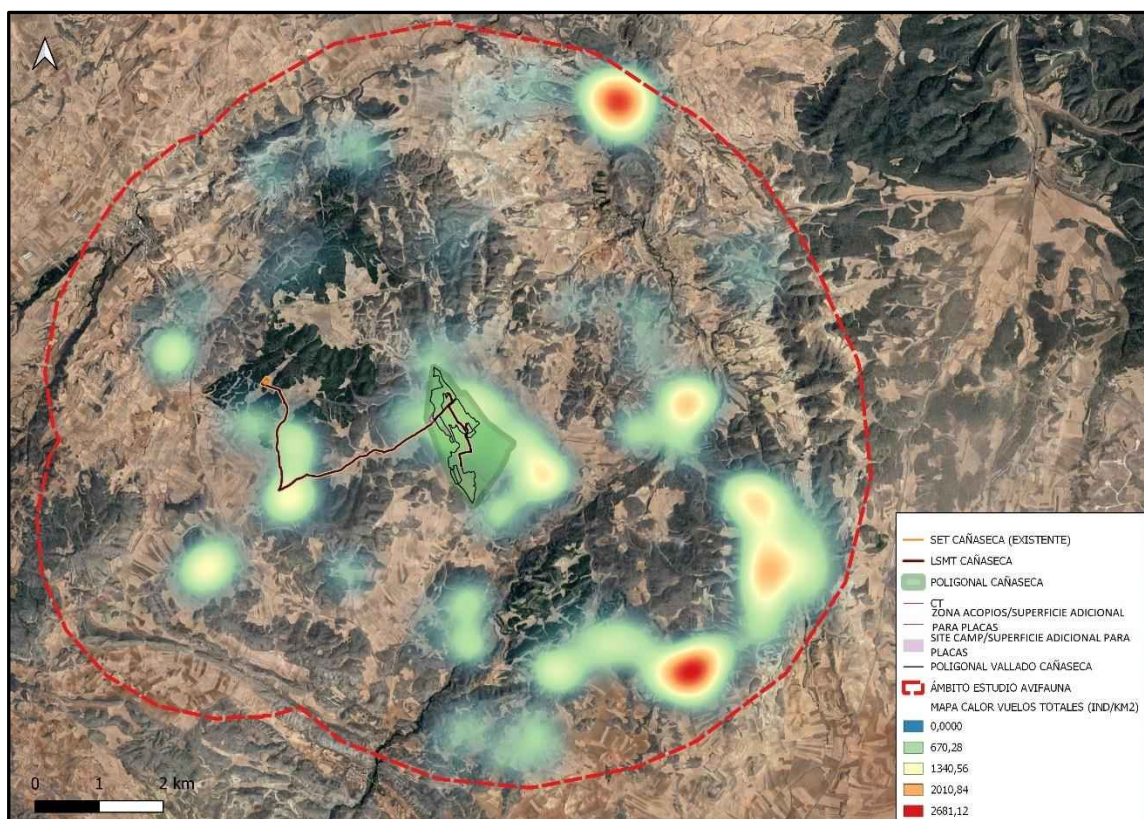 0 1 2 km
SET CAÑASECA (EXISTENTE)
LSMT CAÑASECA
POLIGONAL CAÑASECA
CT
ZONA ACOPIOS/SUPERFICIE ADICIONAL
PARA PLACAS
SITE CAMP/SUPERFICIE ADICIONAL PARA
PLACAS
POLIGONAL VALLADO CAÑASECA
ÁMBITO ESTUDIO AVIFAUNA
MAPA CALOR VUELOS TOTALES (IND/KM2)
0,0000
670,28
1340,56
2010,84
2681,12